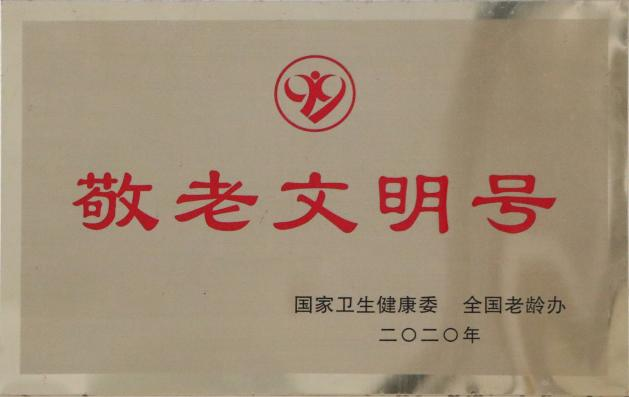 敬老文明号
国家卫生健康委 全国老龄办
二〇二〇年